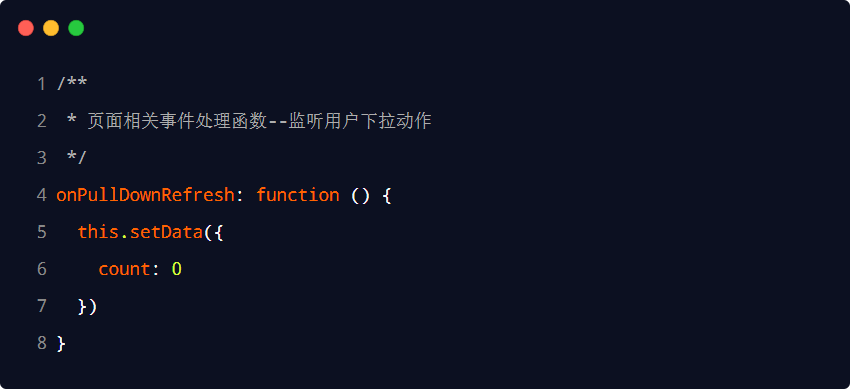 1 /**
2  * 页面相关事件处理函数--监听用户下拉动作
3  */
4 onPullDownRefresh: function () {
5   this.setData({
6     count: 0
7   })
8 }